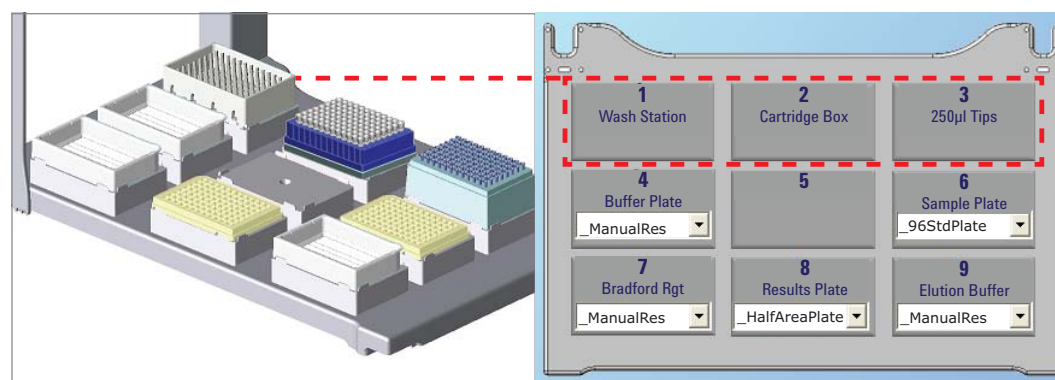 1
Wash Station
2
Cartridge Box
3
250µl Tips
4
Buffer Plate
_ManualRes
5
6
Sample Plate
_96StdPlate
7
Bradford Rgt
_ManualRes
8
Results Plate
_HalfAreaPlate
9
Elution Buffer
_ManualRes